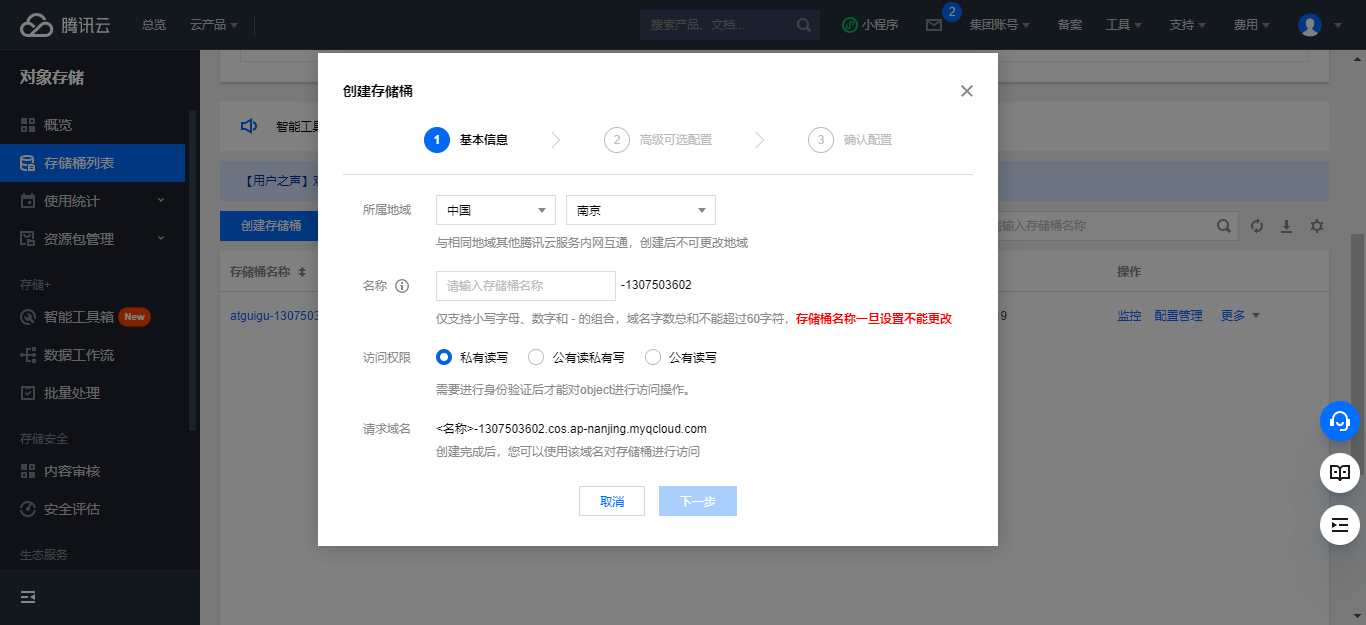 腾讯云 总览 云产品 搜索产品、文档... 小程序 2 集团账号 备案 工具 支持 费用
对象存储
概览
存储桶列表
使用统计
资源包管理
存储+
智能工具箱 New
数据工作流
批量处理
存储安全
内容审核
安全评估
生态服务
智能工具
【用户之声】
创建存储桶
输入存储桶名称
存储桶名称
操作
atguigu-1307503
9
监控 配置管理 更多
创建存储桶
1 基本信息 2 高级可选配置 3 确认配置
所属地域 中国 南京
与相同地域其他腾讯云服务内网互通，创建后不可更改地域
名称 请输入存储桶名称 -1307503602
仅支持小写字母、数字和 - 的组合，域名字数总和不能超过60字符，存储桶名称一旦设置不能更改
访问权限 私有读写 公有读私有写 公有读写
需要进行身份验证后才能对object进行访问操作。
请求域名 <名称>-1307503602.cos.ap-nanjing.myqcloud.com
创建完成后，您可以使用该域名对存储桶进行访问
取消 下一步